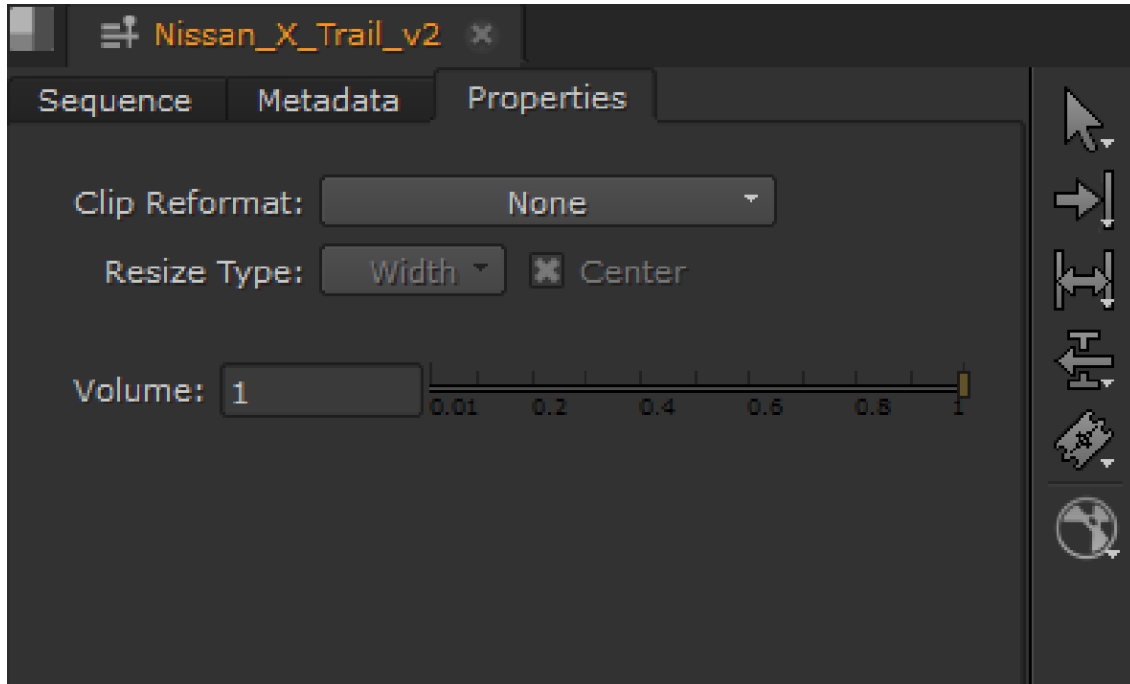 Nissan_X_Trail_v2
Sequence Metadata Properties
Clip Reformat: None
Resize Type: Width Center
Volume: 1
0.01 0.2 0.4 0.6 0.8 1